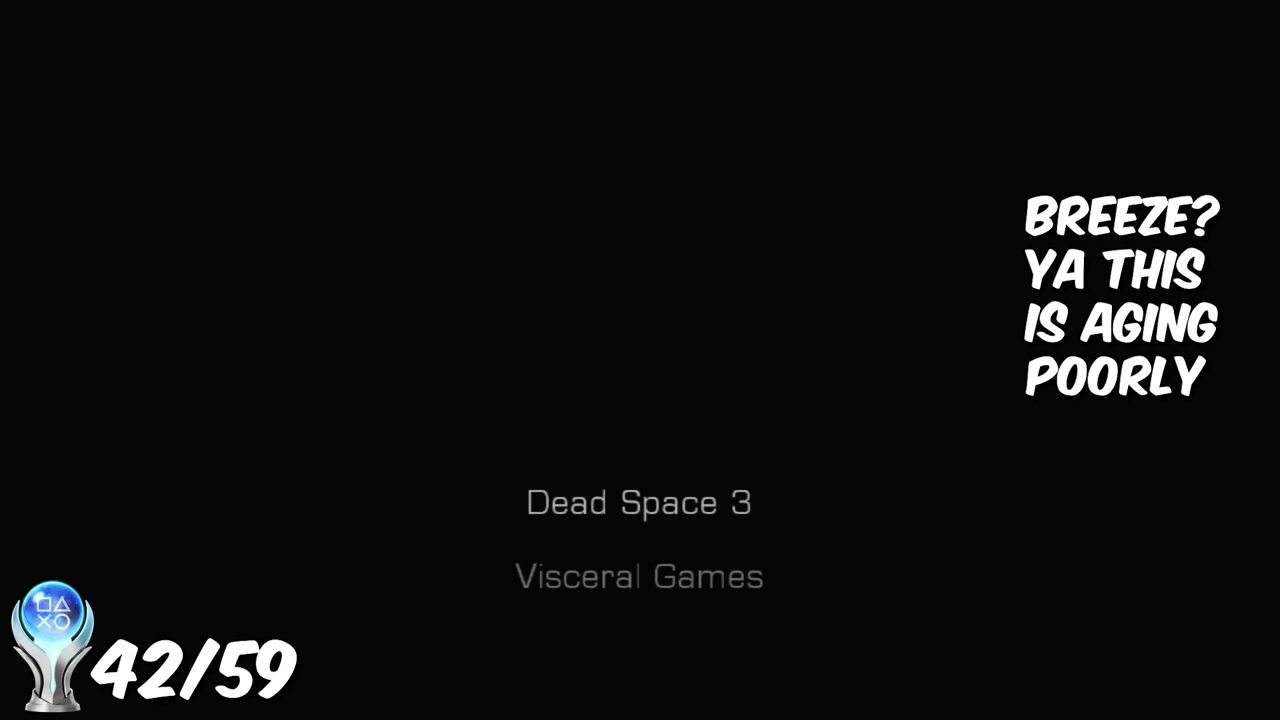 BREEZE?
YA THIS
IS AGING
POORLY
Dead Space 3
Visceral Games
42/59